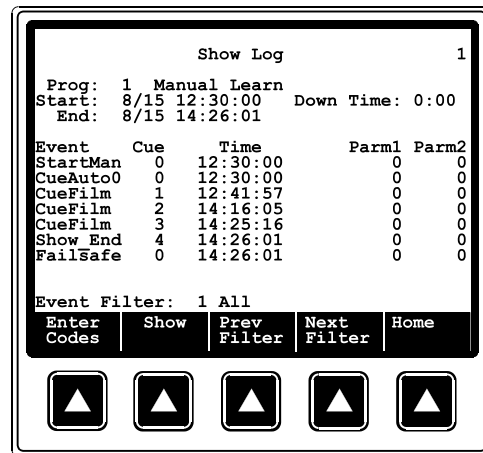 Show Log 1
Prog: 1 Manual Learn
Start: 8/15 12:30:00 Down Time: 0:00
End: 8/15 14:26:01
Event Cue Time Parm1 Parm2
StartMan 0 12:30:00 0 0
CueAuto0 0 12:30:00 0 0
CueFilm 1 12:41:57 0 0
CueFilm 2 14:16:05 0 0
CueFilm 3 14:25:16 0 0
Show End 4 14:26:01 0 0
Failsafe 0 14:26:01 0 0
Event Filter: 1 All
Enter Show Prev Next Home
Codes Filter Filter